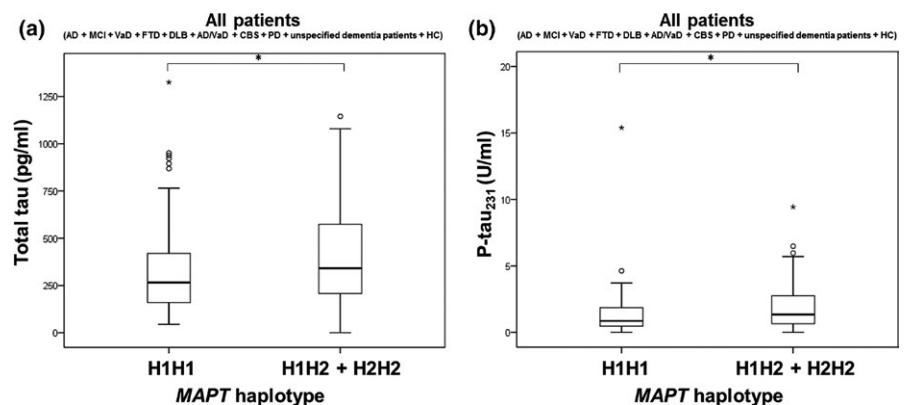 (a)
All patients
(AD + MCI + VaD + FTD + DLB + AD/VaD + CBS + PD + unspecified dementia patients + HC)
*
*
1250
1000
750
500
250
0
Total tau (pg/ml)
H1H1
H1H2 + H2H2
MAPT haplotype
(b)
All patients
(AD + MCI + VaD + FTD + DLB + AD/VaD + CBS + PD + unspecified dementia patients + HC)
*
*
*
20
15
10
5
0
P-tau231 (U/ml)
H1H1
H1H2 + H2H2
MAPT haplotype